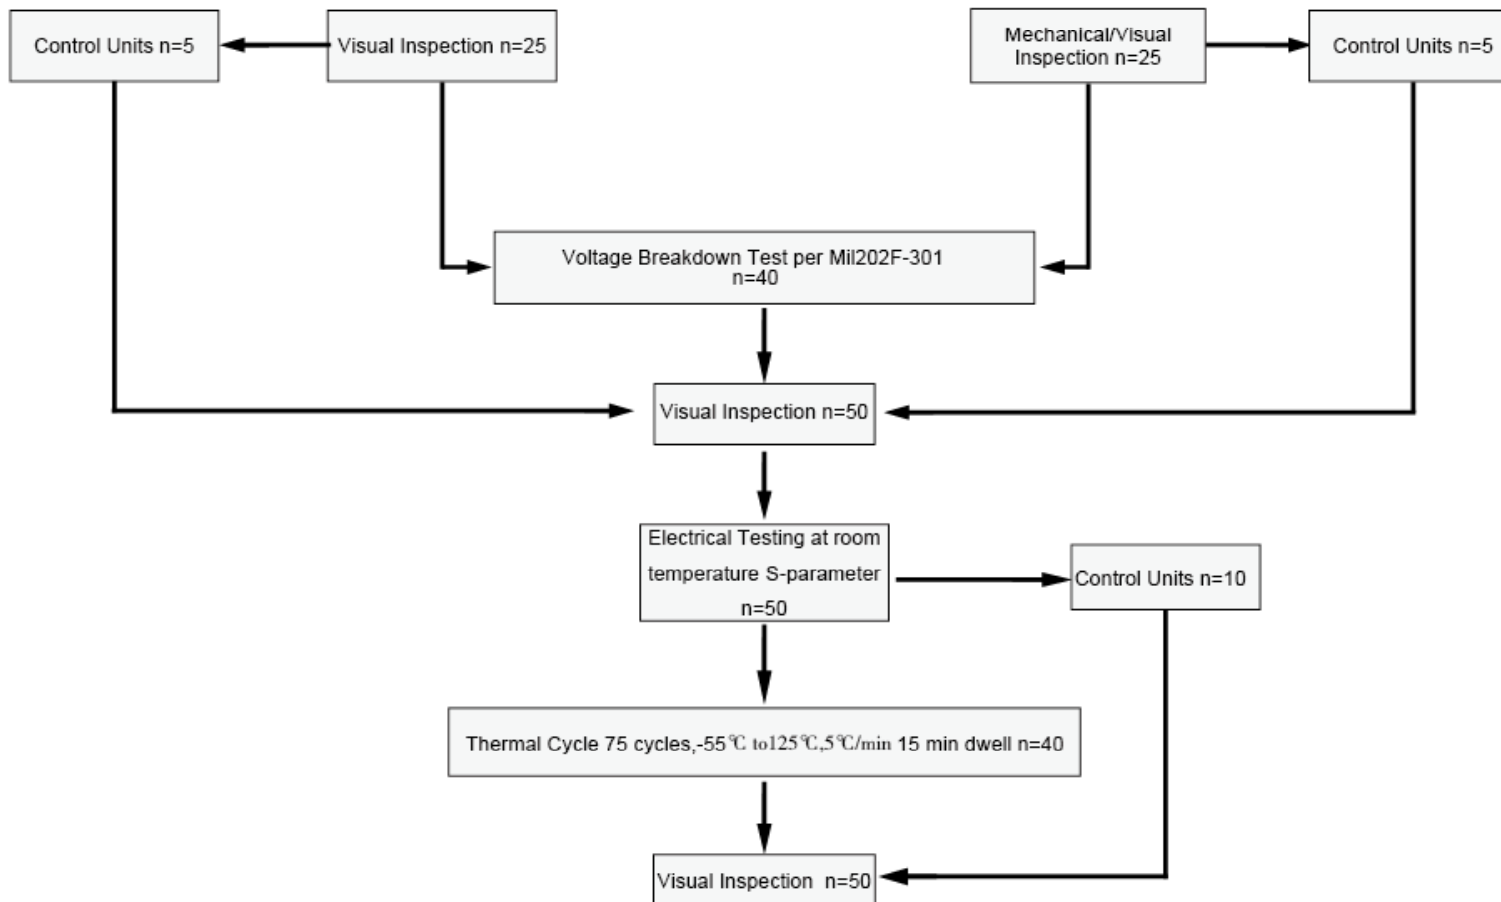 Control Units n=5
Visual Inspection n=25
Mechanical/Visual
Inspection n=25
Control Units n=5
Voltage Breakdown Test per Mil202F-301
n=40
Visual Inspection n=50
Electrical Testing at room
temperature S-parameter
n=50
Control Units n=10
Thermal Cycle 75 cycles,-55℃ to125℃,5℃/min 15 min dwell n=40
Visual Inspection n=50